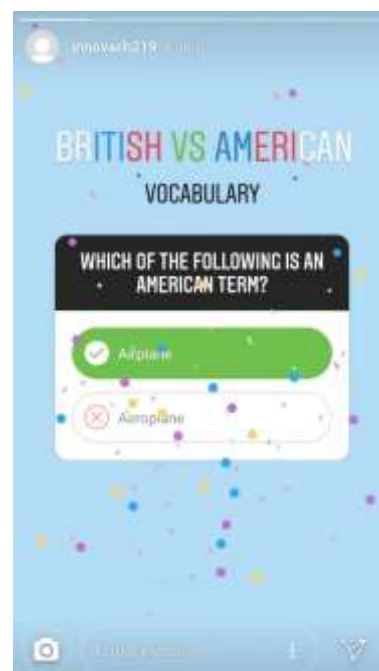 BRITISH VS AMERICAN
VOCABULARY
WHICH OF THE FOLLOWING IS AN
AMERICAN TERM?
Airplane
Aeroplane